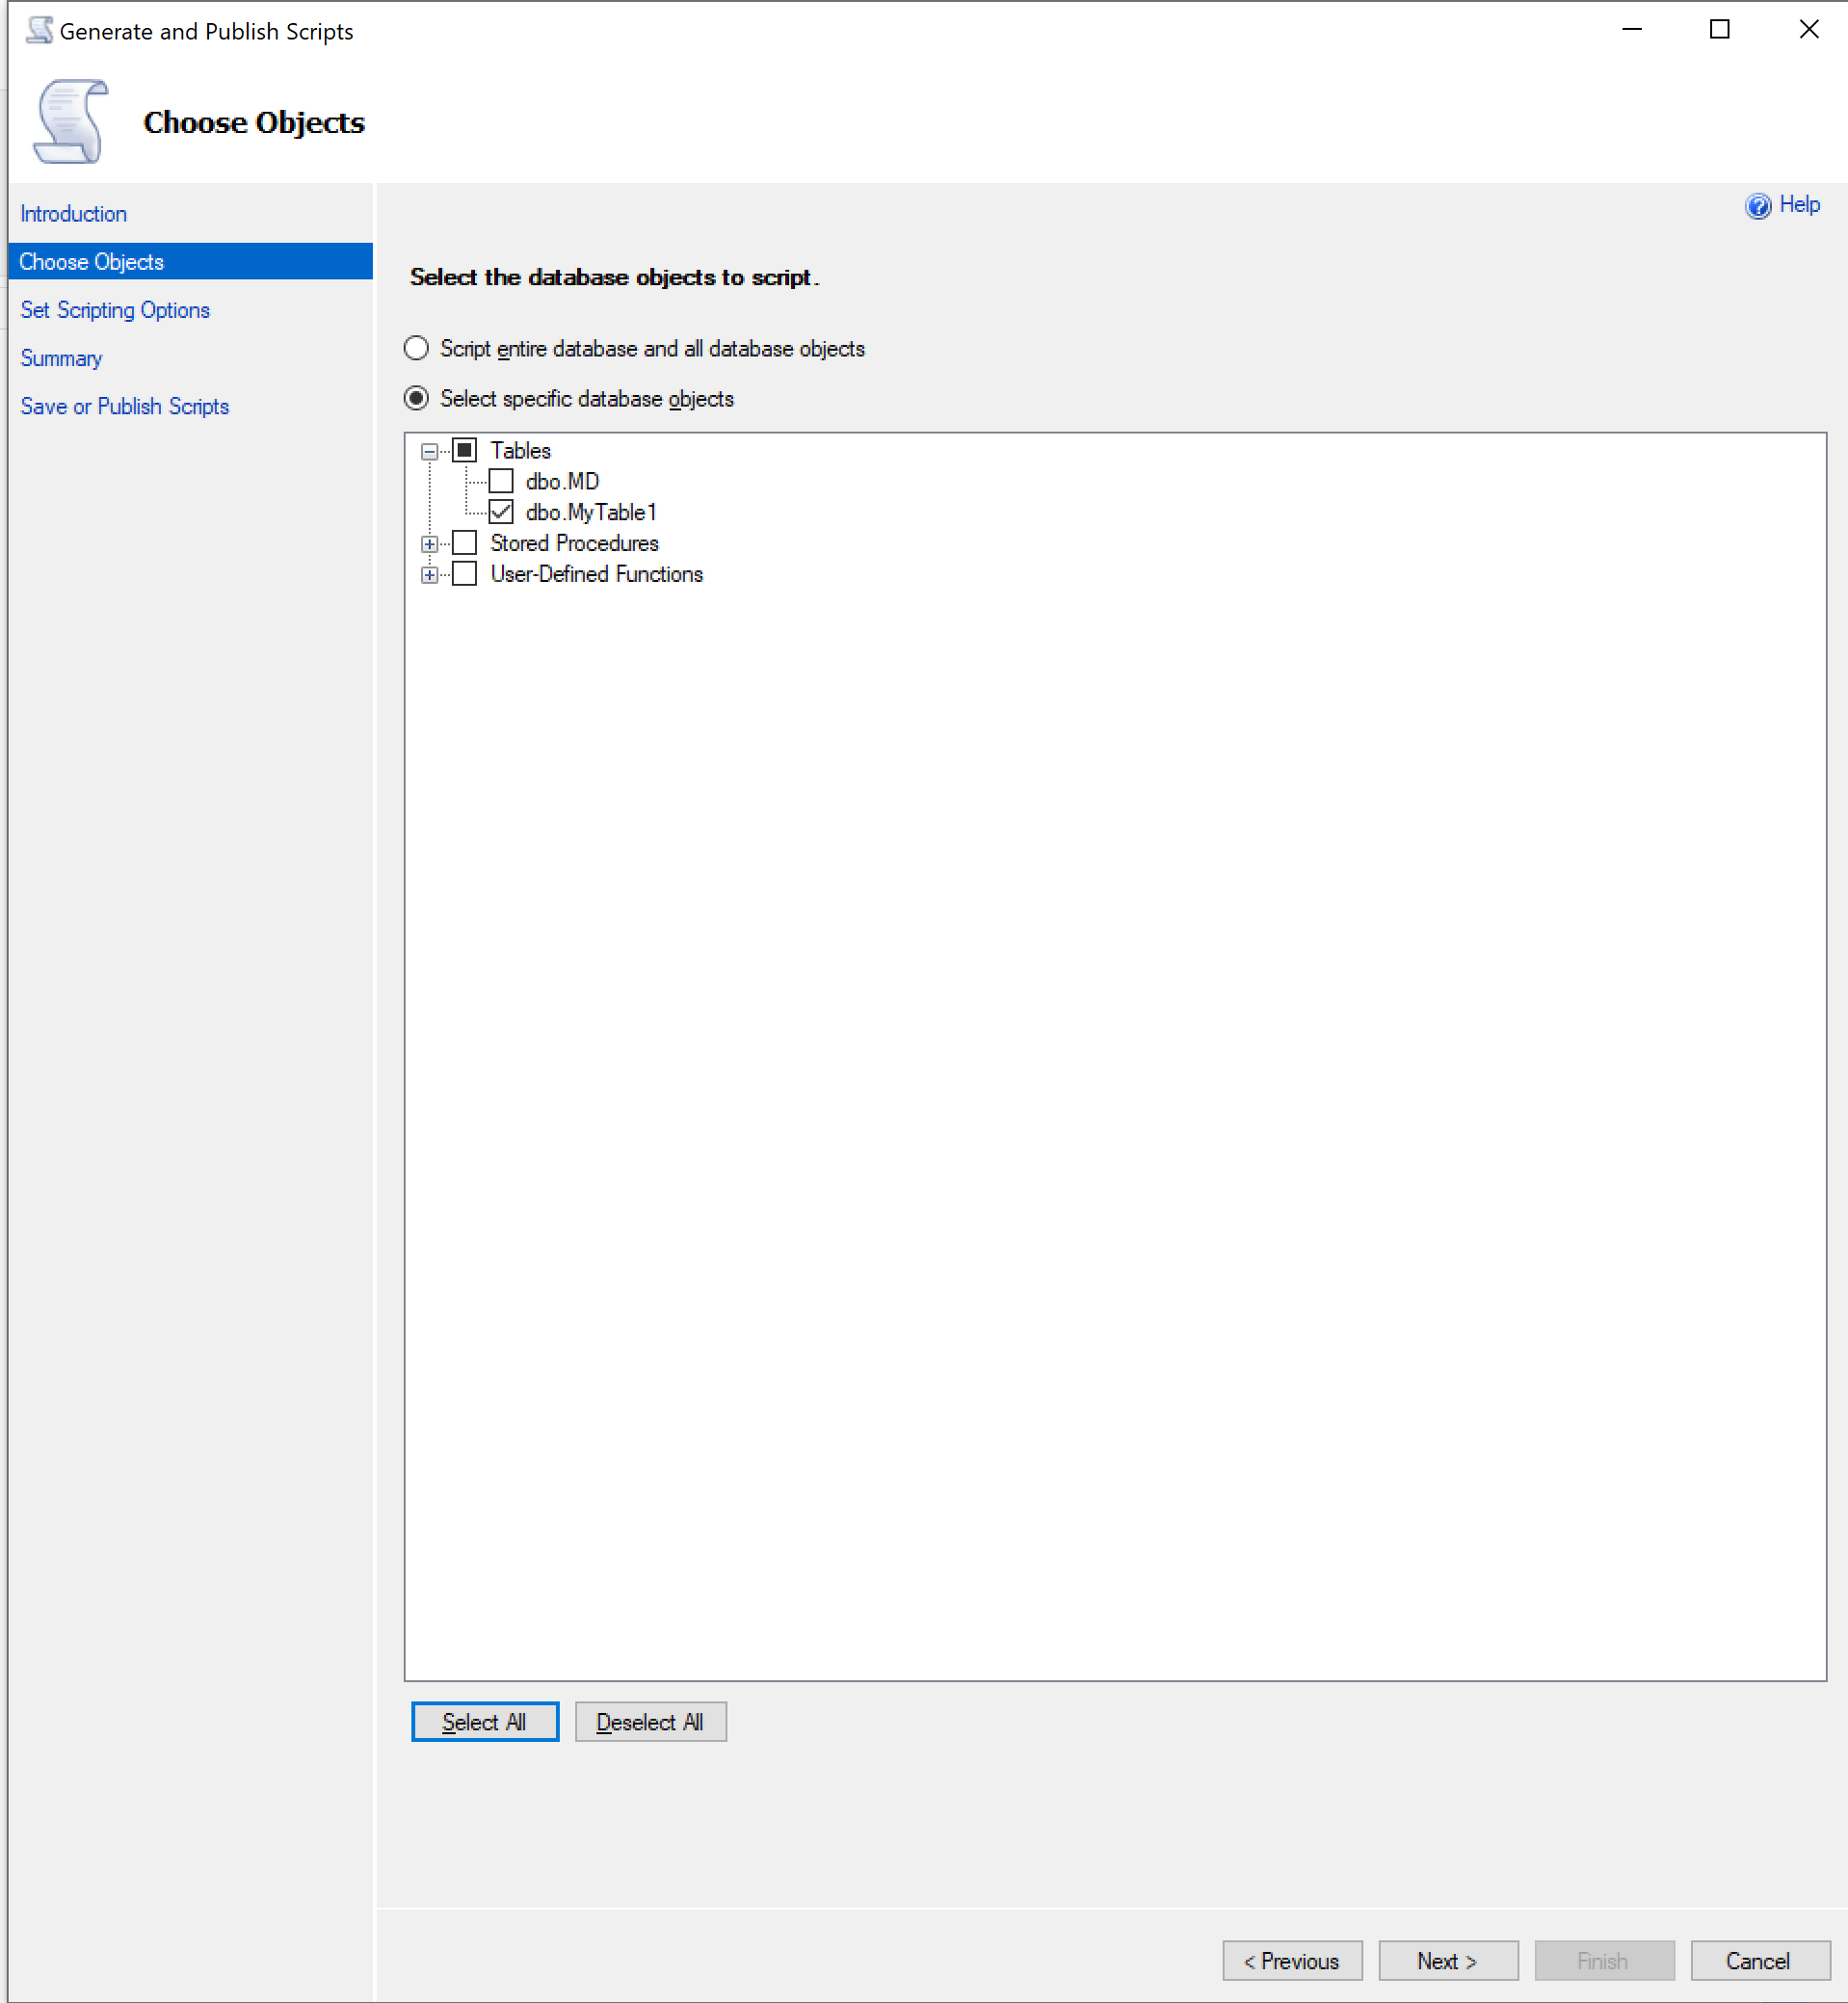 Generate and Publish Scripts
Choose Objects
Introduction
Choose Objects
Set Scripting Options
Summary
Save or Publish Scripts
Help
Select the database objects to script.
Script entire database and all database objects
Select specific database objects
Tables
dbo.MD
dbo.MyTable1
Stored Procedures
User-Defined Functions
Select All
Deselect All
< Previous
Next >
Finish
Cancel